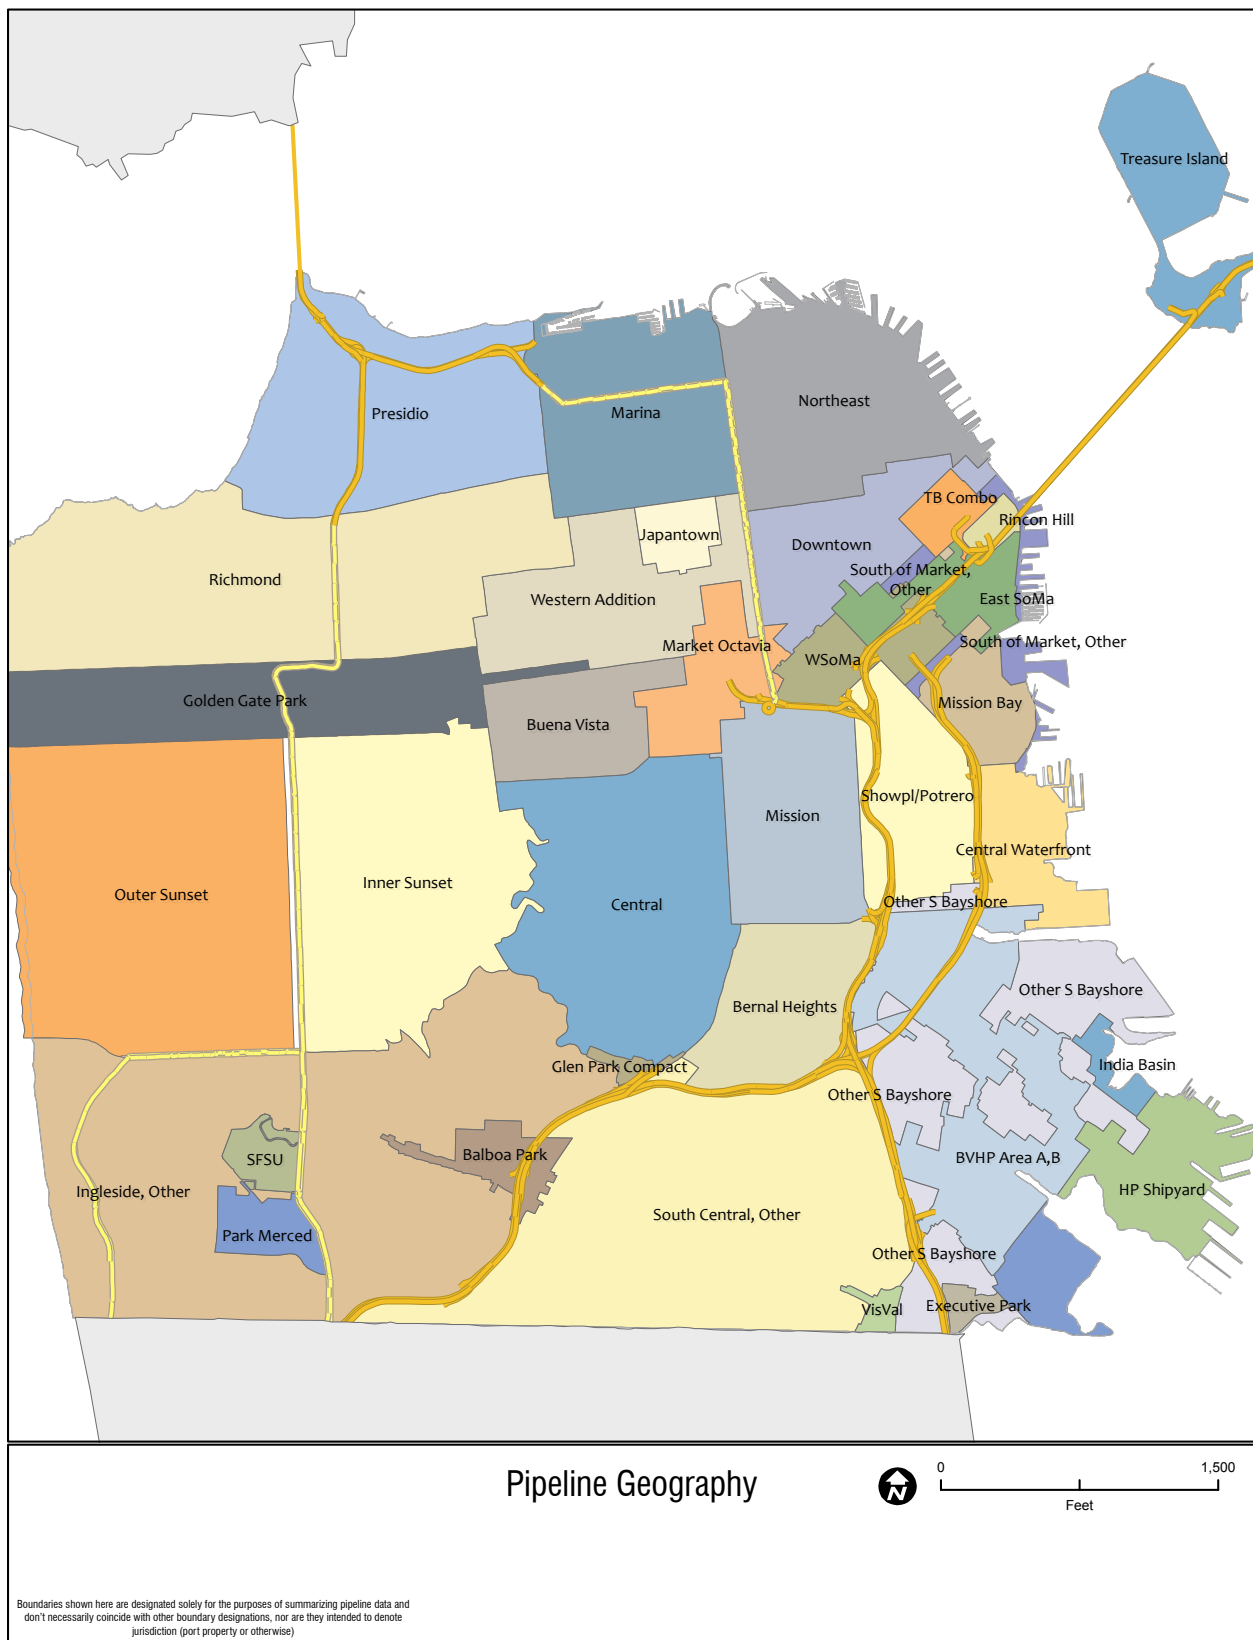 Treasure Island
Presidio
Marina
Northeast
TB Combo
Rincon Hill
Japantown
Downtown
South of Market,
Other
Richmond
Western Addition
East SoMa
Market Octavia
South of Market, Other
WSoMa
Golden Gate Park
Mission Bay
Buena Vista
Showpl/Potrero
Mission
Central Waterfront
Inner Sunset
Outer Sunset
Central
Other S Bayshore
Other S Bayshore
Bernal Heights
Glen Park Compact
India Basin
Other S Bayshore
Balboa Park
SFSU
BVHP Area A,B
Ingleside, Other
HP Shipyard
South Central, Other
Park Merced
Other S Bayshore
VisVal
Executive Park
Pipeline Geography
N
0
1,500
Feet
Boundaries shown here are designated solely for the purposes of summarizing pipeline data and
don't necessarily coincide with other boundary designations, nor are they intended to denote
jurisdiction (port property or otherwise)